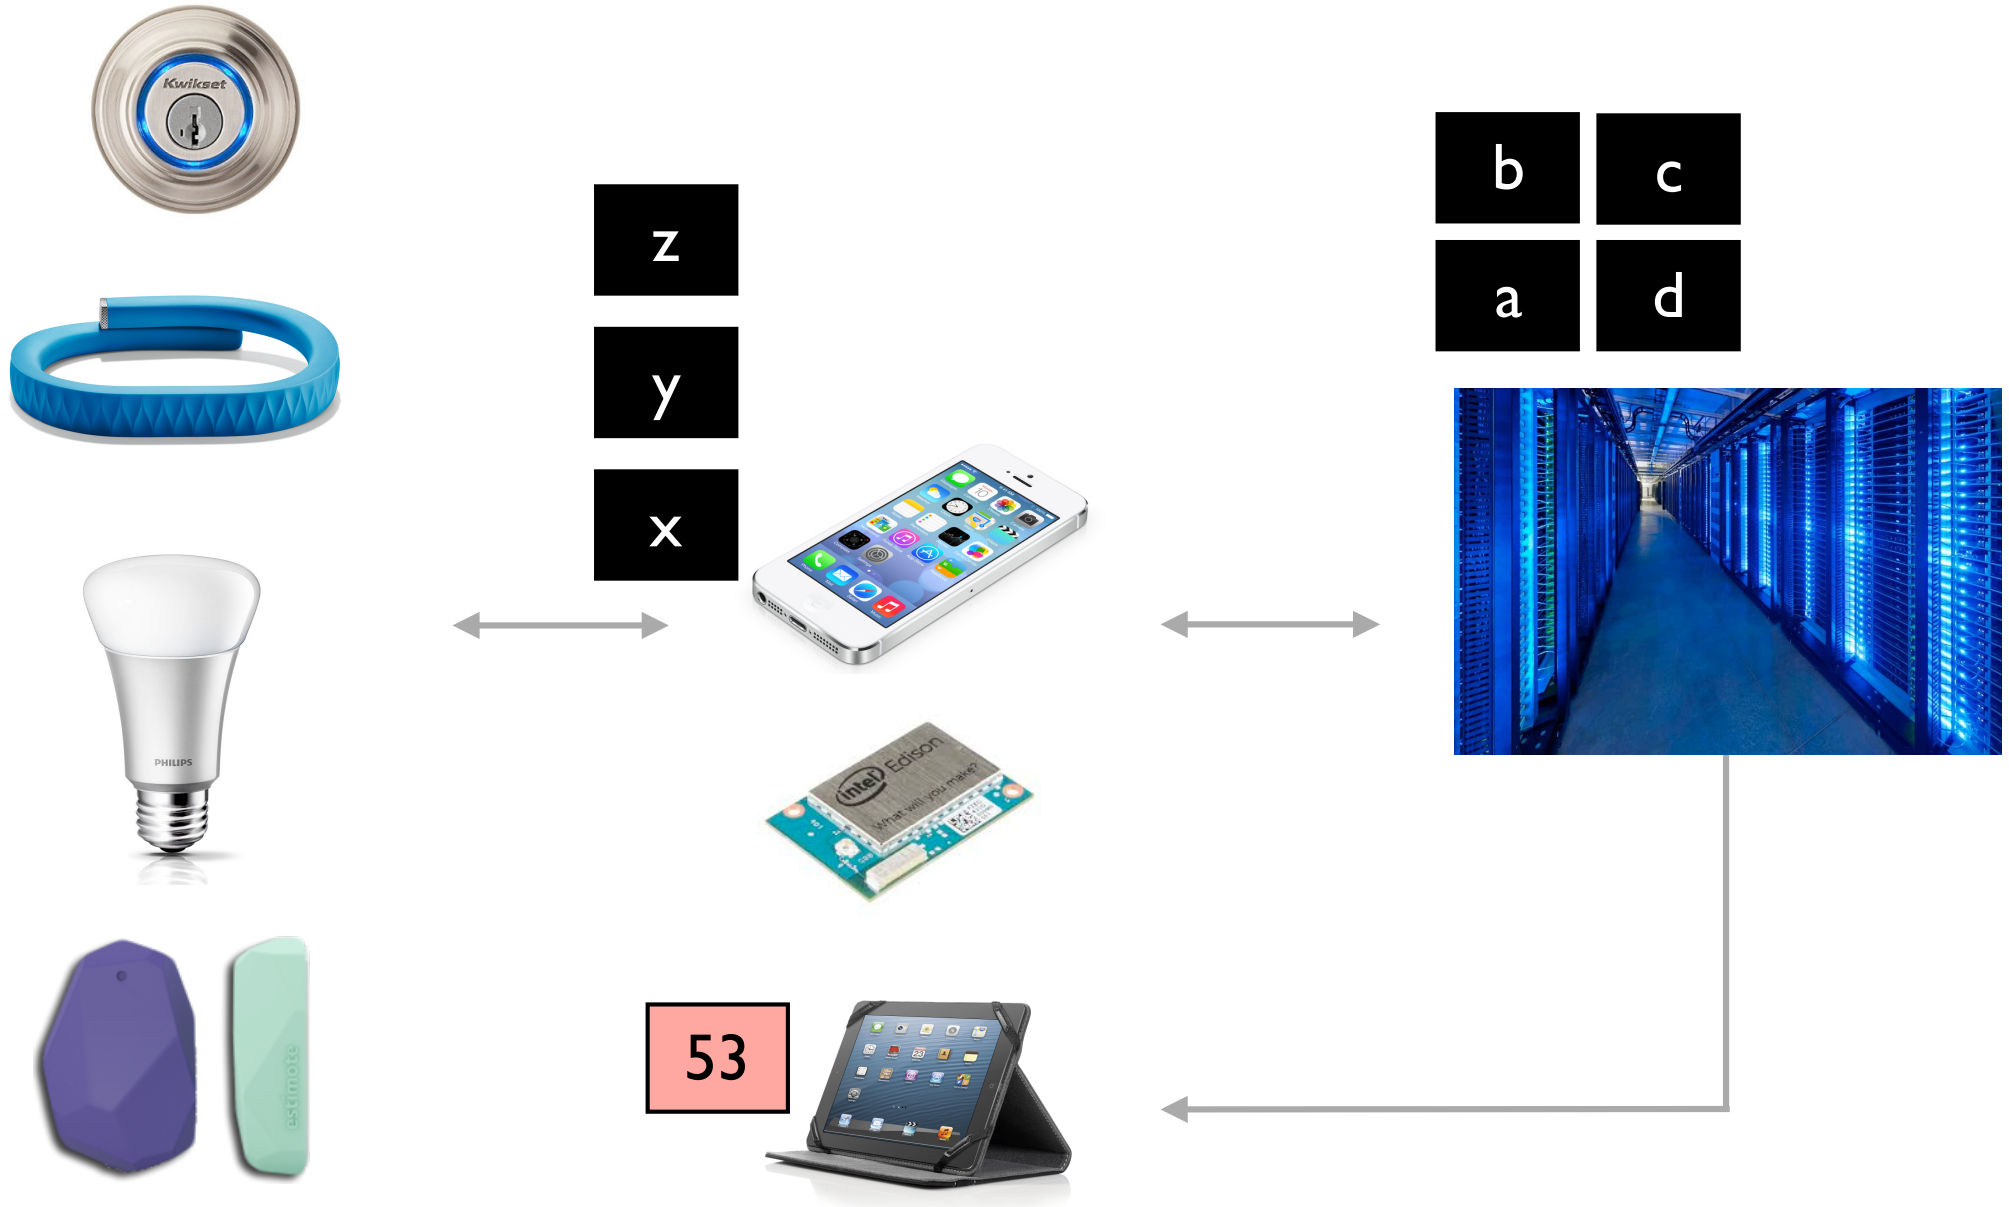 Kwikset
b
c
z
a
d
y
x
PHILIPS
intel Edison
What will you make?
53
estimote